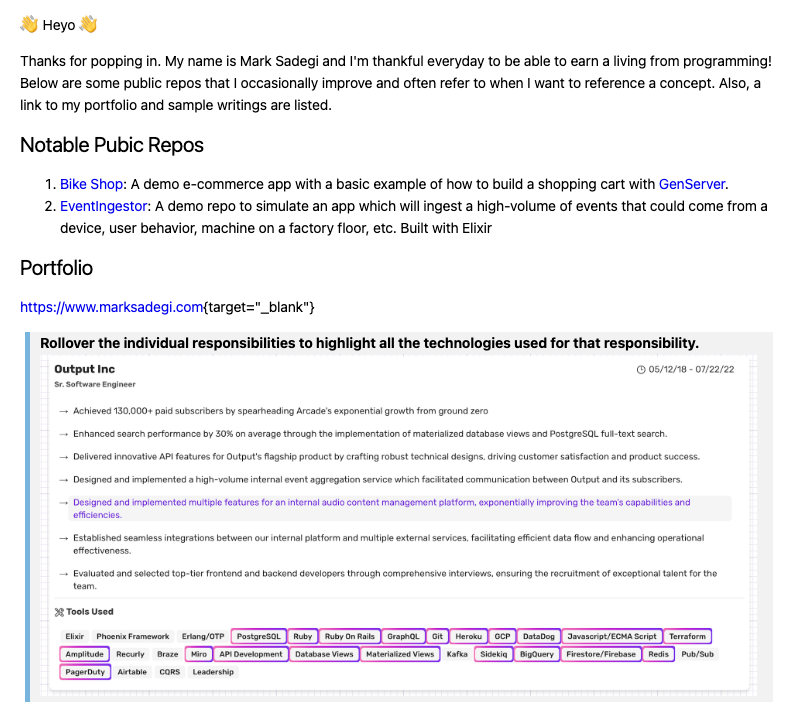 👋 Heyo 👋
Thanks for popping in. My name is Mark Sadegi and I'm thankful everyday to be able to earn a living from programming!
Below are some public repos that I occasionally improve and often refer to when I want to reference a concept. Also, a
link to my portfolio and sample writings are listed.
Notable Pubic Repos
1. Bike Shop: A demo e-commerce app with a basic example of how to build a shopping cart with GenServer.
2. EventIngestor: A demo repo to simulate an app which will ingest a high-volume of events that could come from a
device, user behavior, machine on a factory floor, etc. Built with Elixir
Portfolio
https://www.marksadegi.com{target="_blank"}
Rollover the individual responsibilities to highlight all the technologies used for that responsibility.
Output Inc 05/12/18 - 07/22/22
Sr. Software Engineer
→ Achieved 130,000+ paid subscribers by spearheading Arcade's exponential growth from ground zero
→ Enhanced search performance by 30% on average through the implementation of materialized database views and PostgreSQL full-text search.
→ Delivered innovative API features for Output's flagship product by crafting robust technical designs, driving customer satisfaction and product success.
→ Designed and implemented a high-volume internal event aggregation service which facilitated communication between Output and its subscribers.
→ Designed and implemented multiple features for an internal audio content management platform, exponentially improving the team's capabilities and
efficiencies.
→ Established seamless integrations between our internal platform and multiple external services, facilitating efficient data flow and enhancing operational
effectiveness.
→ Evaluated and selected top-tier frontend and backend developers through comprehensive interviews, ensuring the recruitment of exceptional talent for the
team.
Tools Used
Elixir Phoenix Framework Erlang/OTP PostgreSQL Ruby Ruby On Rails GraphQL Git Heroku GCP DataDog Javascript/ECMA Script Terraform
Amplitude Recurly Braze Miro API Development Database Views Materialized Views Kafka Sidekiq BigQuery Firestore/Firebase Redis Pub/Sub
PagerDuty Airtable CQRS Leadership